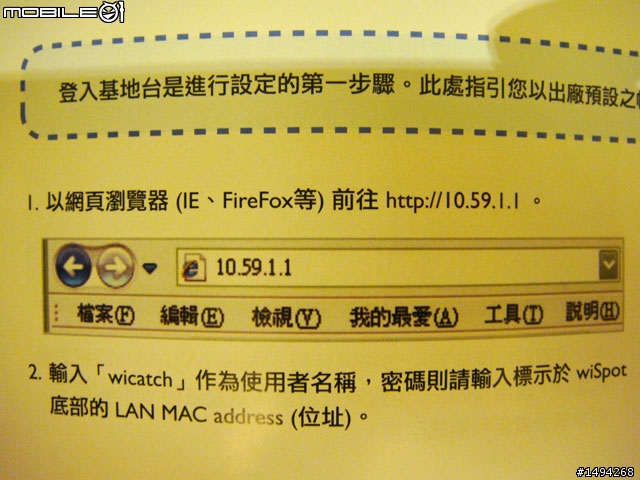 MOBILE01
登入基地台是進行設定的第一步驟。此處指引您以出廠預設之
1. 以網頁瀏覽器 (IE、FireFox等) 前往 http://10.59.1.1 。
10.59.1.1
檔案(F) 編輯(E) 檢視(V) 我的最愛(A) 工具(T) 說明(H)
2. 輸入「wicatch」作為使用者名稱，密碼則請輸入標示於 wiSpot
底部的 LAN MAC address (位址)。
#1494268